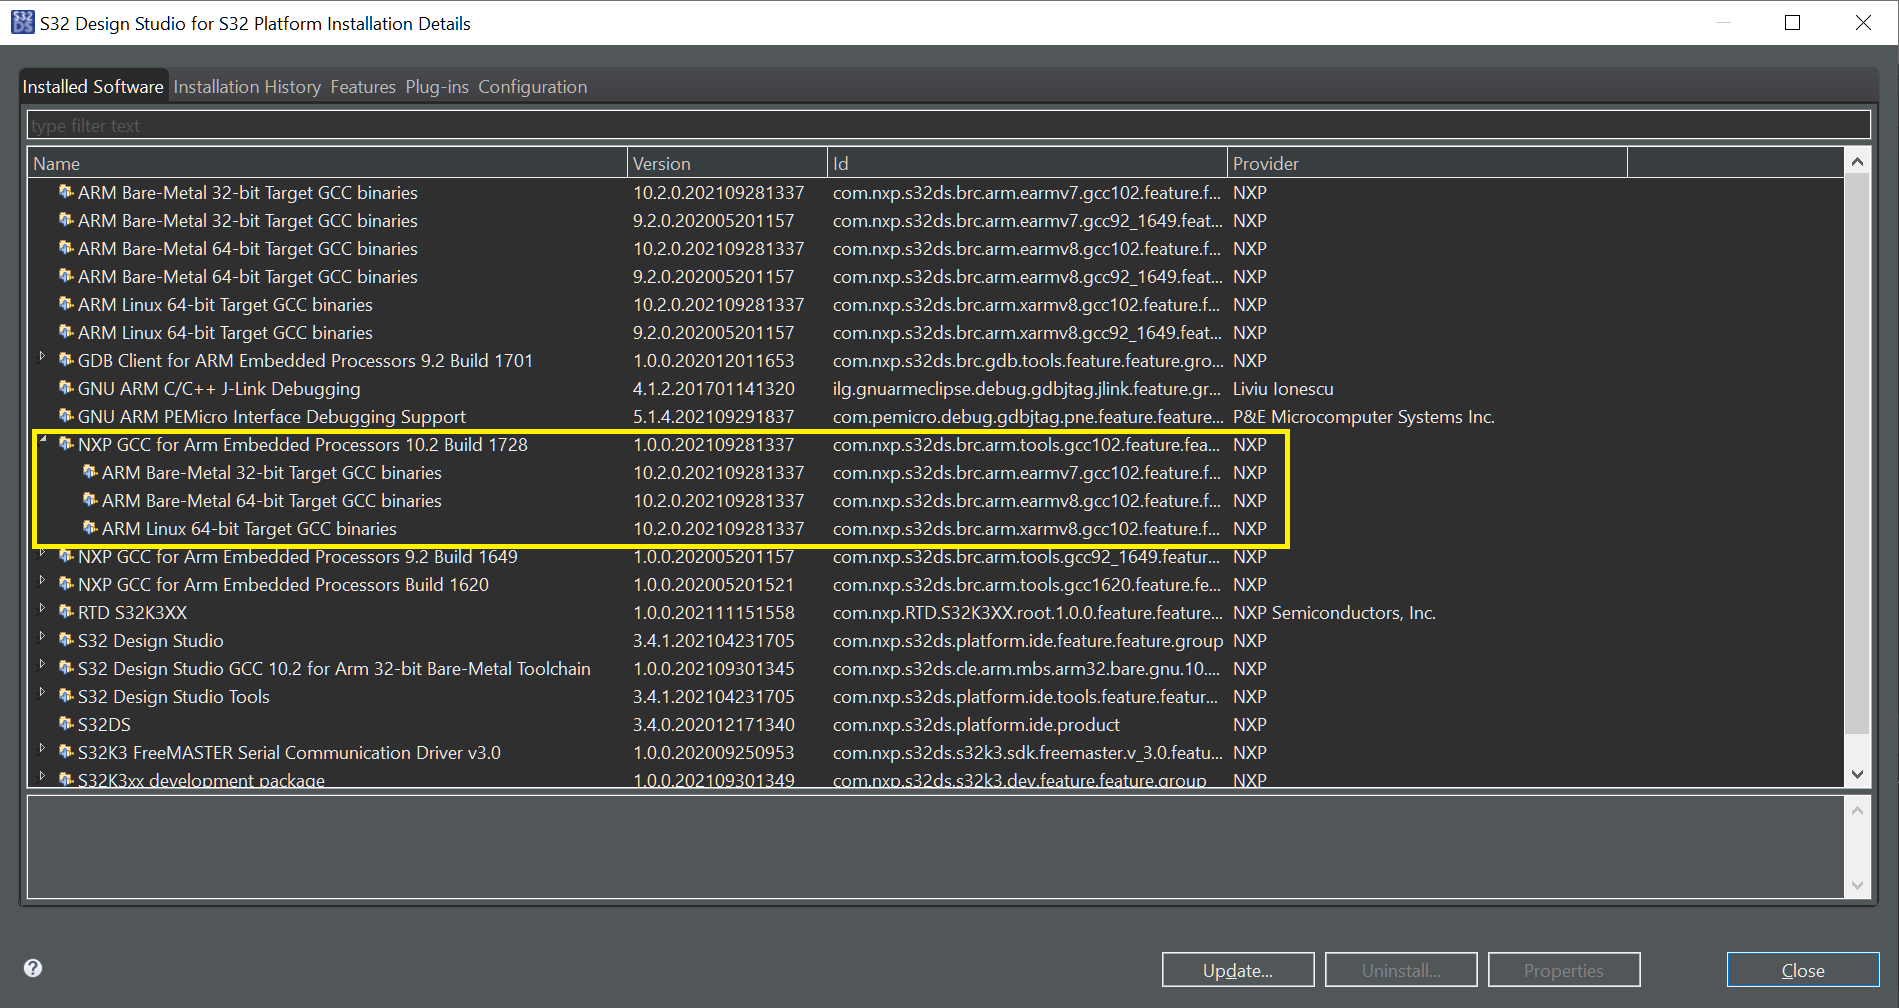 S32 Design Studio for S32 Platform Installation Details
Installed Software Installation History Features Plug-ins Configuration
type filter text
Name Version Id Provider
ARM Bare-Metal 32-bit Target GCC binaries 10.2.0.202109281337 com.nxp.s32ds.brc.arm.earmv7.gcc102.feature.f... NXP
ARM Bare-Metal 32-bit Target GCC binaries 9.2.0.202005201157 com.nxp.s32ds.brc.arm.earmv7.gcc92_1649.feat... NXP
ARM Bare-Metal 64-bit Target GCC binaries 10.2.0.202109281337 com.nxp.s32ds.brc.arm.earmv8.gcc102.feature.f... NXP
ARM Bare-Metal 64-bit Target GCC binaries 9.2.0.202005201157 com.nxp.s32ds.brc.arm.earmv8.gcc92_1649.feat... NXP
ARM Linux 64-bit Target GCC binaries 10.2.0.202109281337 com.nxp.s32ds.brc.arm.xarmv8.gcc102.feature.f... NXP
ARM Linux 64-bit Target GCC binaries 9.2.0.202005201157 com.nxp.s32ds.brc.arm.xarmv8.gcc92_1649.feat... NXP
GDB Client for ARM Embedded Processors 9.2 Build 1701 1.0.0.202012011653 com.nxp.s32ds.brc.gdb.tools.feature.feature.gro... NXP
GNU ARM C/C++ J-Link Debugging 4.1.2.201701141320 ilg.gnuarmeclipse.debug.gdbjtag.jlink.feature.gr... Liviu Ionescu
GNU ARM PEMicro Interface Debugging Support 5.1.4.202109291837 com.pemicro.debug.gdbjtag.pne.feature.feature... P&E Microcomputer Systems Inc.
NXP GCC for Arm Embedded Processors 10.2 Build 1728 1.0.0.202109281337 com.nxp.s32ds.brc.arm.tools.gcc102.feature.fea... NXP
ARM Bare-Metal 32-bit Target GCC binaries 10.2.0.202109281337 com.nxp.s32ds.brc.arm.earmv7.gcc102.feature.f... NXP
ARM Bare-Metal 64-bit Target GCC binaries 10.2.0.202109281337 com.nxp.s32ds.brc.arm.earmv8.gcc102.feature.f... NXP
ARM Linux 64-bit Target GCC binaries 10.2.0.202109281337 com.nxp.s32ds.brc.arm.xarmv8.gcc102.feature.f... NXP
NXP GCC for Arm Embedded Processors 9.2 Build 1649 1.0.0.202005201157 com.nxp.s32ds.brc.arm.tools.gcc92_1649.featur... NXP
NXP GCC for Arm Embedded Processors Build 1620 1.0.0.202005201521 com.nxp.s32ds.brc.arm.tools.gcc1620.feature.fe... NXP
RTD S32K3XX 1.0.0.202111151558 com.nxp.RTD.S32K3XX.root.1.0.0.feature.feature... NXP Semiconductors, Inc.
S32 Design Studio 3.4.1.202104231705 com.nxp.s32ds.platform.ide.feature.feature.group NXP
S32 Design Studio GCC 10.2 for Arm 32-bit Bare-Metal Toolchain 1.0.0.202109301345 com.nxp.s32ds.cle.arm.mbs.arm32.bare.gnu.10.... NXP
S32 Design Studio Tools 3.4.1.202104231705 com.nxp.s32ds.platform.ide.tools.feature.featur... NXP
S32DS 3.4.0.202012171340 com.nxp.s32ds.platform.ide.product NXP
S32K3 FreeMASTER Serial Communication Driver v3.0 1.0.0.202009250953 com.nxp.s32ds.s32k3.sdk.freemaster.v_3.0.featu... NXP
S32K3xx development package 1.0.0.202109301349 com.nxp.s32ds.s32k3.dev.feature.feature.group NXP
Update... Uninstall... Properties Close